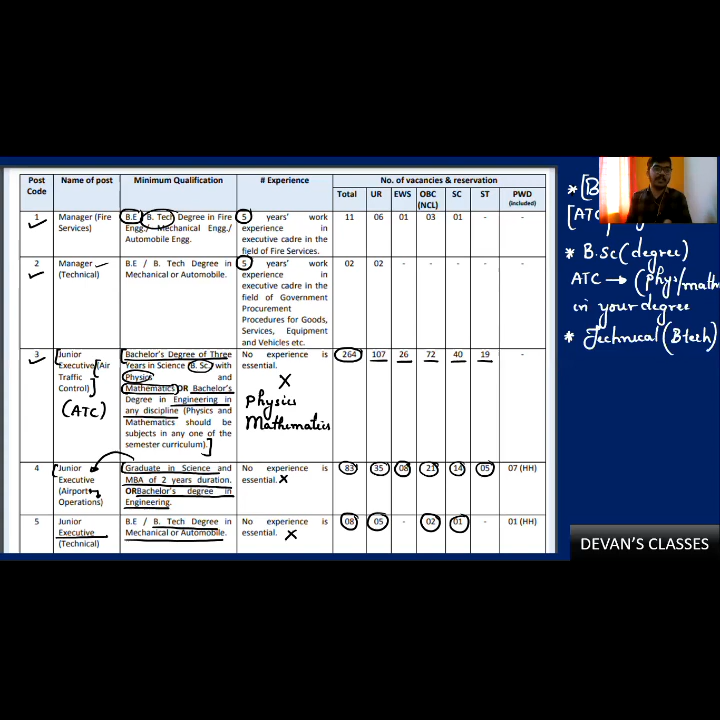 Post Code
Name of post
Minimum Qualification
# Experience
No. of vacancies & reservation
Total UR EWS OBC (NCL) SC ST PWD (included)
1
Manager (Fire
Services)
B.E / B. Tech Degree in Fire
Engg./ Mechanical Engg./
Automobile Engg.
5 years' work
experience in
executive cadre in the
field of Fire Services.
11 06 01 03 01 - -
2
Manager
(Technical)
B.E / B. Tech Degree in
Mechanical or Automobile.
5 years' work
experience in
executive cadre in the
field of Government
Procurement
Procedures for Goods,
Services, Equipment
and Vehicles etc.
02 02 - - - - -
3
Junior
Executive (Air
Traffic
Control)
(ATC)
Bachelor's Degree of Three
Years in Science (B. Sc) with
Physics and
Mathematics OR Bachelor's
Degree in Engineering in
any discipline (Physics and
Mathematics should be
subjects in any one of the
semester curriculum).
No experience is
essential.
Physics
Mathematics
264 107 26 72 40 19 -
4
Junior
Executive
(Airport
Operations)
Graduate in Science and
MBA of 2 years duration.
OR Bachelor's degree in
Engineering.
No experience is
essential.
83 35 08 21 14 05 07 (HH)
5
Junior
Executive
(Technical)
B.E / B. Tech Degree in
Mechanical or Automobile.
No experience is
essential.
08 05 - 02 01 - 01 (HH)
* [B
[ATC
* B.Sc (degree)
ATC → (Phys/math
in your degree
* Technical (Btech)
DEVAN'S CLASSES